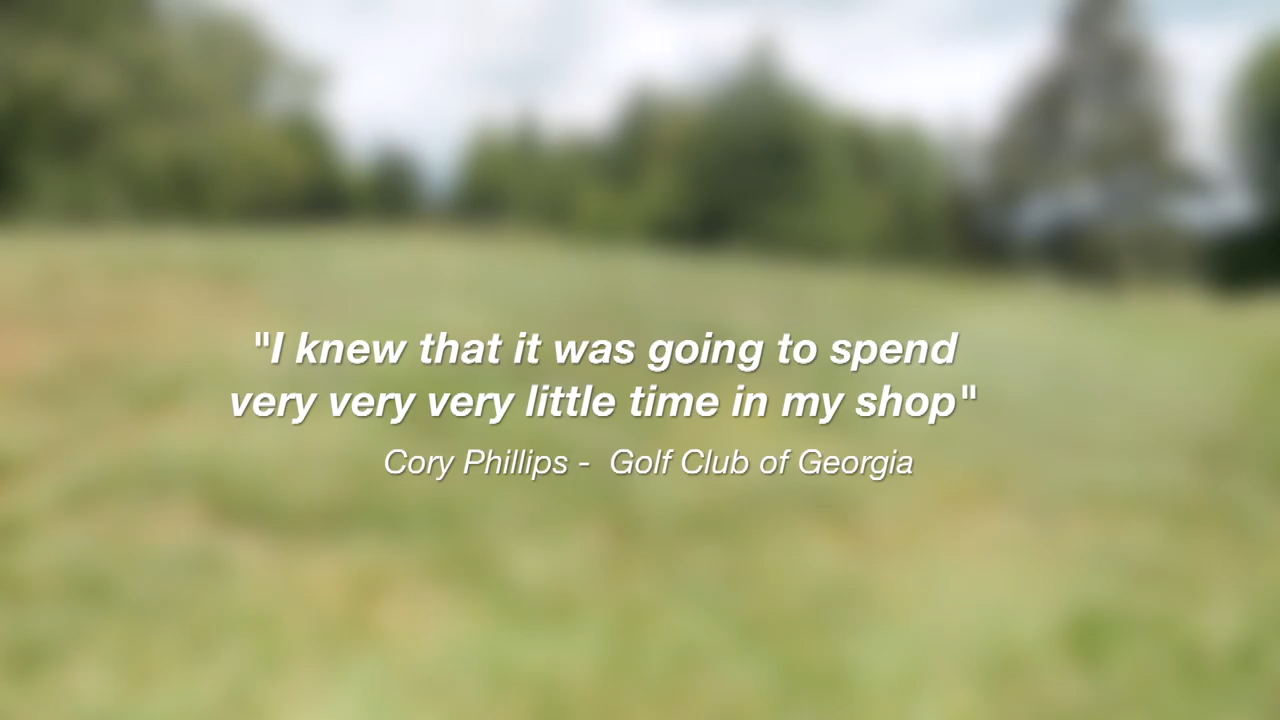 "I knew that it was going to spend
very very very little time in my shop"
Cory Phillips -  Golf Club of Georgia